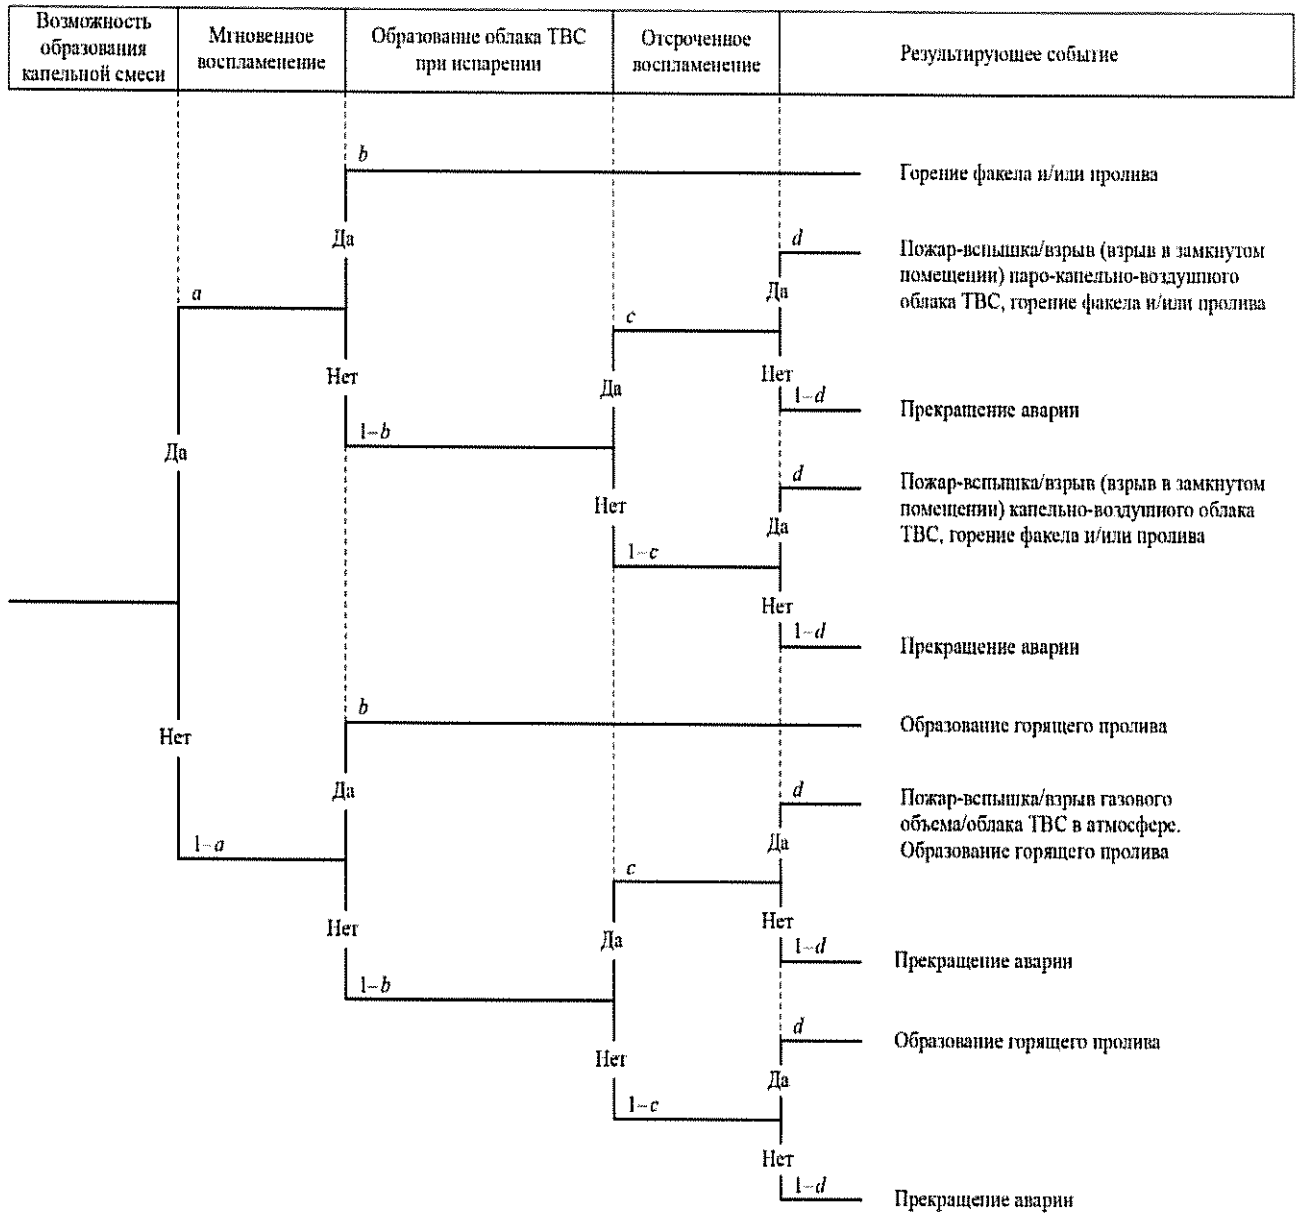 Возможность
образования
капельной смеси
Мгновенное
воспламенение
Образование облака ТВС
при испарении
Отсроченное
воспламенение
Результирующее событие
b
Горение факела и/или пролива
Да
d
Пожар-вспышка/взрыв (взрыв в замкнутом
помещении) паро-капельно-воздушного
облака ТВС, горение факела и/или пролива
Да
a
c
Нет
Нет
Да
1–d
Прекращение аварии
1–b
Да
d
Пожар-вспышка/взрыв (взрыв в замкнутом
помещении) капельно-воздушного облака
ТВС, горение факела и/или пролива
Нет
Да
1–c
Нет
1–d
Прекращение аварии
b
Образование горящего пролива
Нет
Да
d
Пожар-вспышка/взрыв газового
объема/облака ТВС в атмосфере.
Образование горящего пролива
1–a
Да
c
Нет
Нет
Да
1–d
Прекращение аварии
1–b
d
Образование горящего пролива
Нет
Да
1–c
Нет
1–d
Прекращение аварии